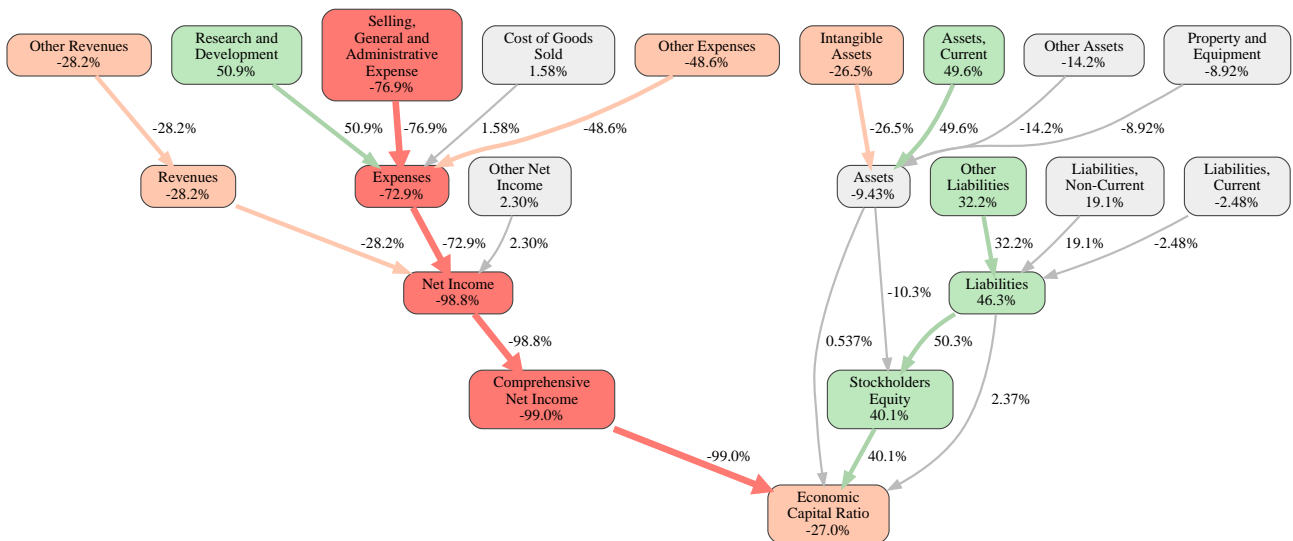 Other Revenues
-28.2%
Research and
Development
50.9%
Selling,
General and
Administrative
Expense
-76.9%
Cost of Goods
Sold
1.58%
Other Expenses
-48.6%
Intangible
Assets
-26.5%
Assets,
Current
49.6%
Other Assets
-14.2%
Property and
Equipment
-8.92%
-28.2%
50.9%
-76.9%
1.58%
-48.6%
-26.5%
49.6%
-14.2%
-8.92%
Revenues
-28.2%
Expenses
-72.9%
Other Net
Income
2.30%
Assets
-9.43%
Other
Liabilities
32.2%
Liabilities,
Non-Current
19.1%
Liabilities,
Current
-2.48%
-28.2%
-72.9%
2.30%
32.2%
19.1%
-2.48%
Net Income
-98.8%
-10.3%
Liabilities
46.3%
-98.8%
0.537%
50.3%
Comprehensive
Net Income
-99.0%
Stockholders
Equity
40.1%
2.37%
-99.0%
40.1%
Economic
Capital Ratio
-27.0%